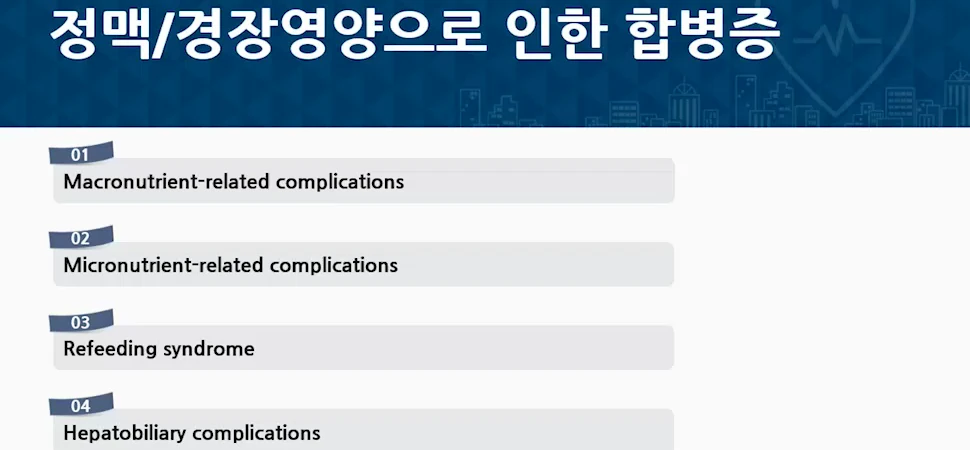 정맥/경장영양으로 인한 합병증
01
Macronutrient-related complications
02
Micronutrient-related complications
03
Refeeding syndrome
04
Hepatobiliary complications